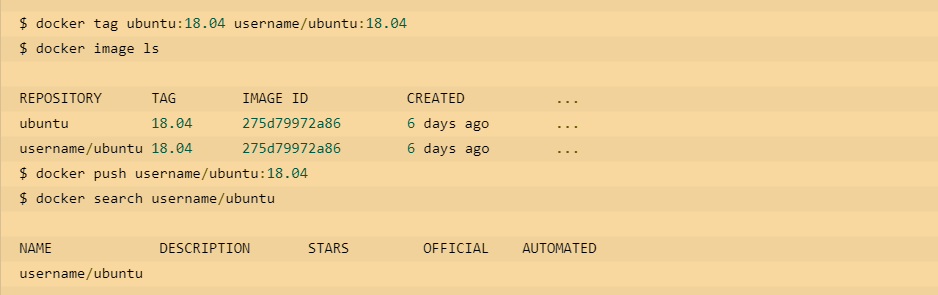 $ docker tag ubuntu:18.04 username/ubuntu:18.04
$ docker image ls
REPOSITORY TAG IMAGE ID CREATED ...
ubuntu 18.04 275d79972a86 6 days ago ...
username/ubuntu 18.04 275d79972a86 6 days ago ...
$ docker push username/ubuntu:18.04
$ docker search username/ubuntu
NAME DESCRIPTION STARS OFFICIAL AUTOMATED
username/ubuntu